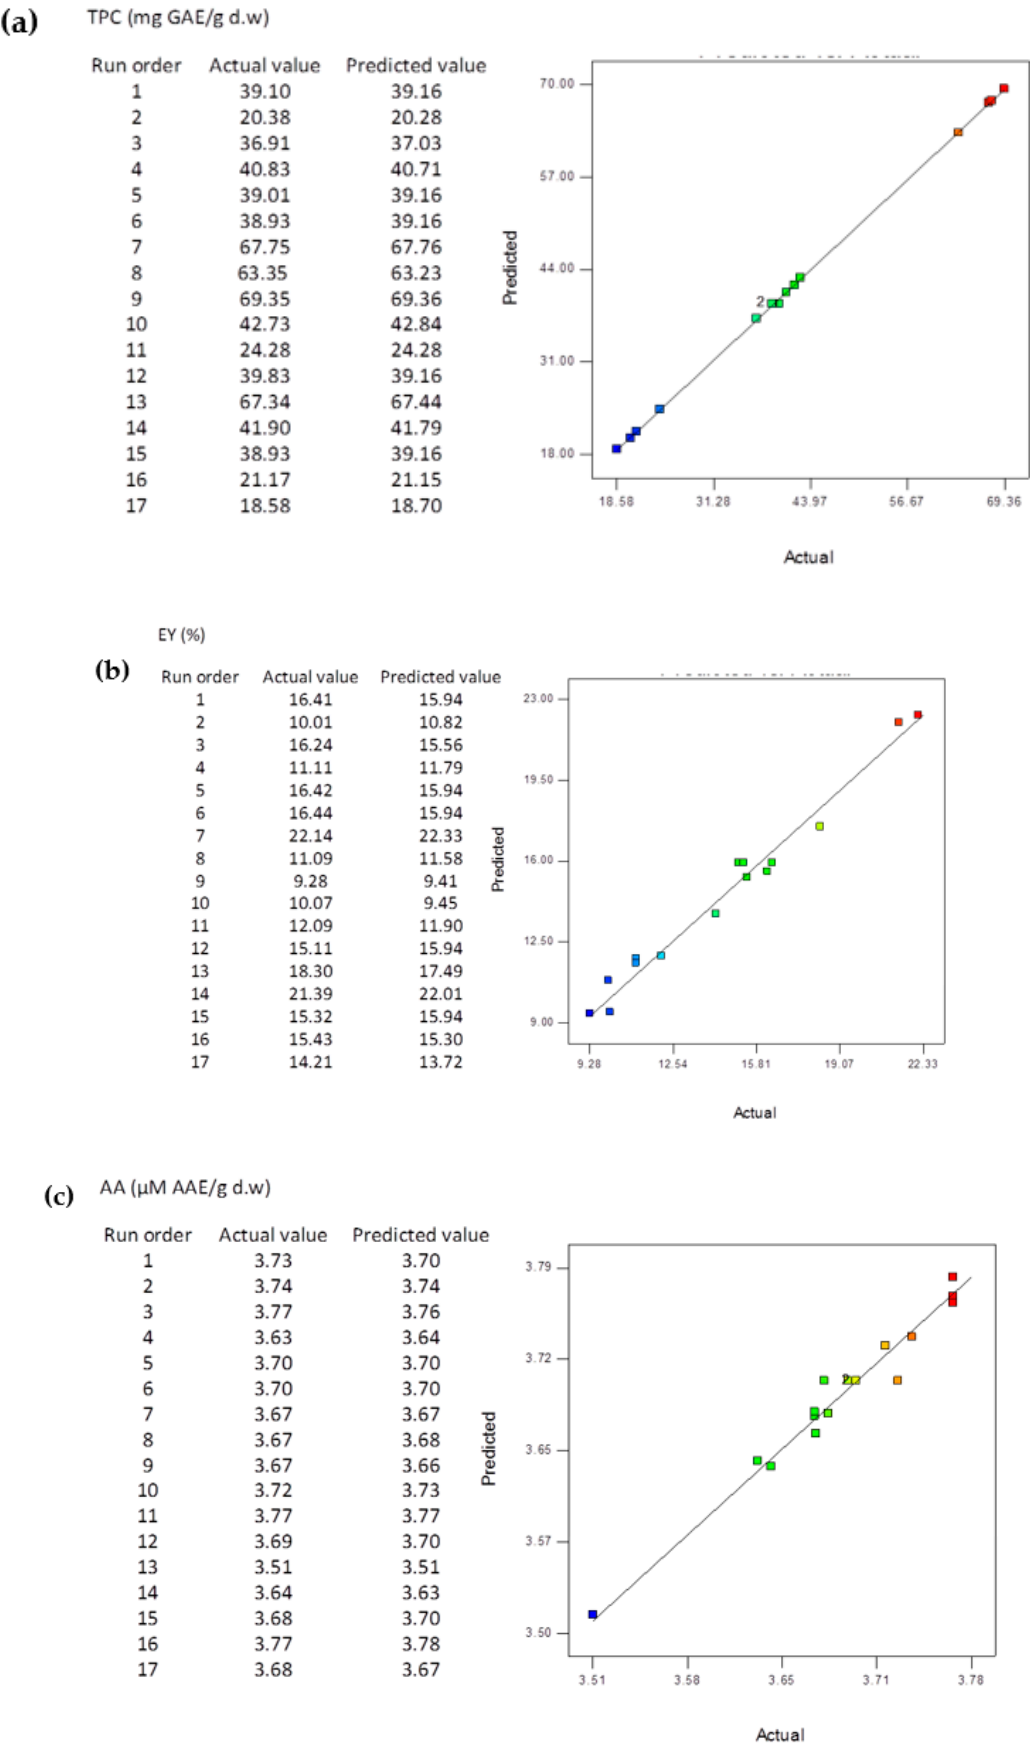 (a) TPC (mg GAE/g d.w)
Run order Actual value Predicted value
1 39.10 39.16
2 20.38 20.28
3 36.91 37.03
4 40.83 40.71
5 39.01 39.16
6 38.93 39.16
7 67.75 67.76
8 63.35 63.23
9 69.35 69.36
10 42.73 42.84
11 24.28 24.28
12 39.83 39.16
13 67.34 67.44
14 41.90 41.79
15 38.93 39.16
16 21.17 21.15
17 18.58 18.70
70.00
57.00
44.00
31.00
18.00
Predicted
2
18.58 31.28 43.97 56.67 69.36
Actual
EY (%)
(b)
Run order Actual value Predicted value
1 16.41 15.94
2 10.01 10.82
3 16.24 15.56
4 11.11 11.79
5 16.42 15.94
6 16.44 15.94
7 22.14 22.33
8 11.09 11.58
9 9.28 9.41
10 10.07 9.45
11 12.09 11.90
12 15.11 15.94
13 18.30 17.49
14 21.39 22.01
15 15.32 15.94
16 15.43 15.30
17 14.21 13.72
23.00
19.50
16.00
12.50
9.00
Predicted
9.28 12.54 15.81 19.07 22.33
Actual
(c) AA (μM AAE/g d.w)
Run order Actual value Predicted value
1 3.73 3.70
2 3.74 3.74
3 3.77 3.76
4 3.63 3.64
5 3.70 3.70
6 3.70 3.70
7 3.67 3.67
8 3.67 3.68
9 3.67 3.66
10 3.72 3.73
11 3.77 3.77
12 3.69 3.70
13 3.51 3.51
14 3.64 3.63
15 3.68 3.70
16 3.77 3.78
17 3.68 3.67
3.79
3.72
3.65
3.57
3.50
Predicted
2
3.51 3.58 3.65 3.71 3.78
Actual